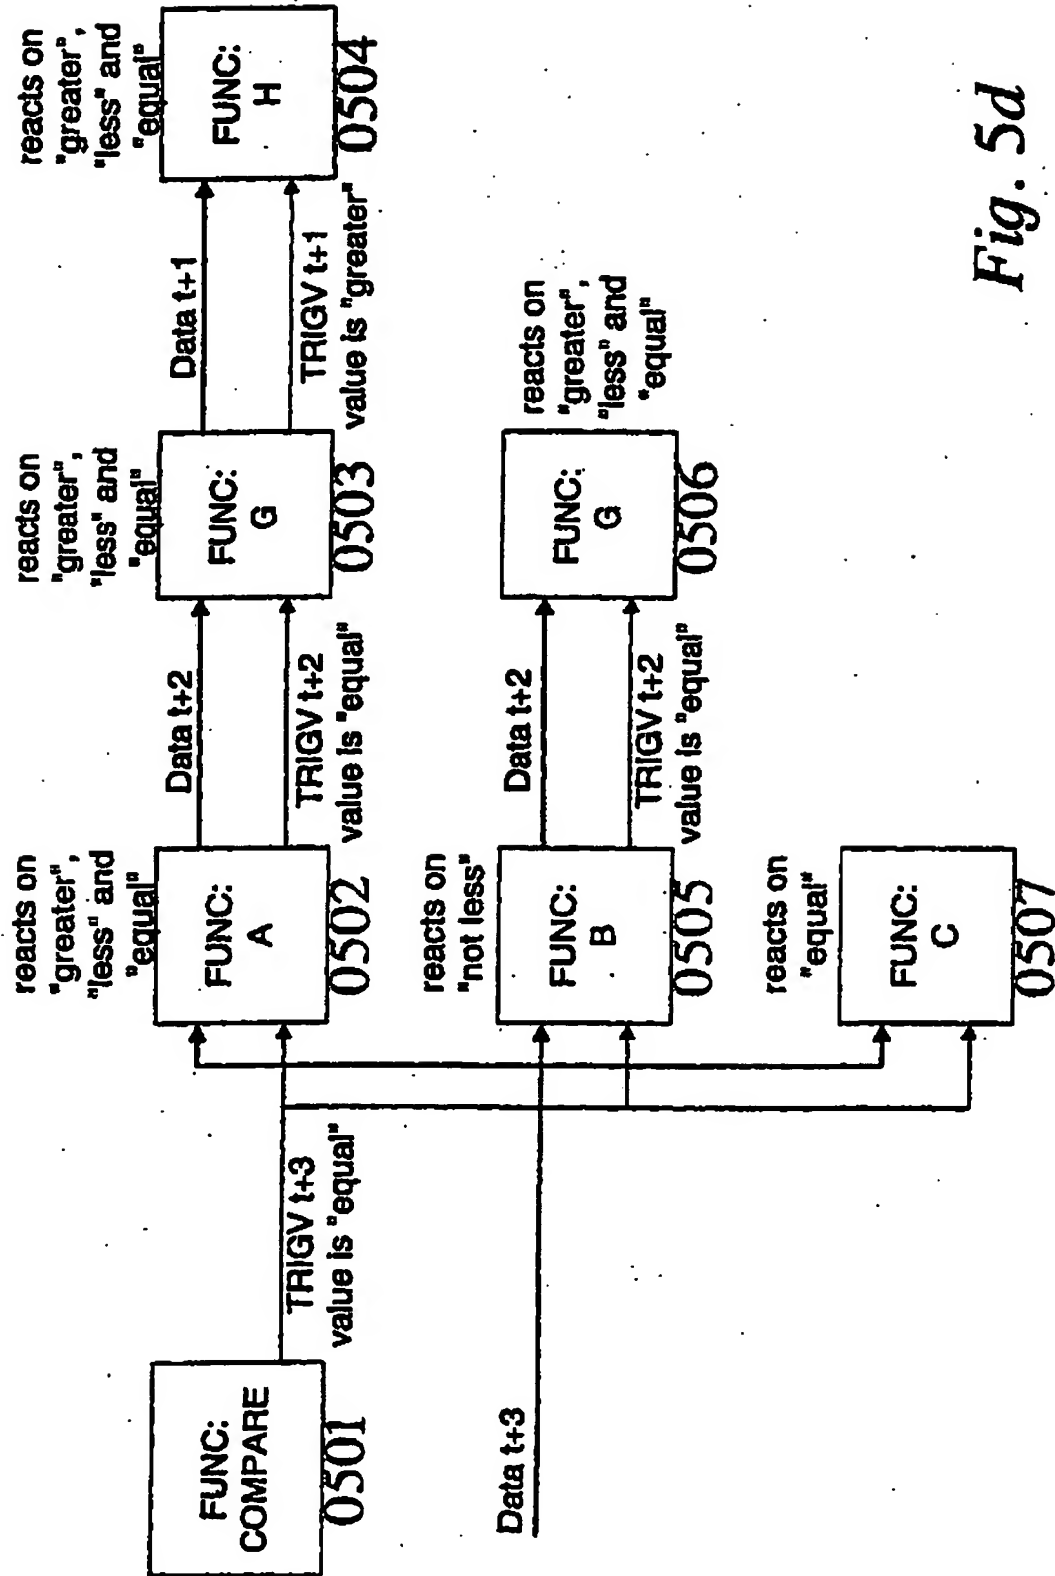 reacts on
"greater",
"less" and
"equal"
FUNC:
A
0502
reacts on
"greater",
"less" and
"equal"
FUNC:
G
0503
reacts on
"greater",
"less" and
"equal"
FUNC:
H
0504
FUNC:
COMPARE
0501
TRIGV t+3
value is "equal"
Data t+2
TRIGV t+2
value is "equal"
Data t+1
TRIGV t+1
value is "greater"
Data t+3
reacts on
"not less"
FUNC:
B
0505
Data t+2
TRIGV t+2
value is "equal"
reacts on
"greater",
"less" and
"equal"
FUNC:
G
0506
reacts on
"equal"
FUNC:
C
0507
Fig. 5d